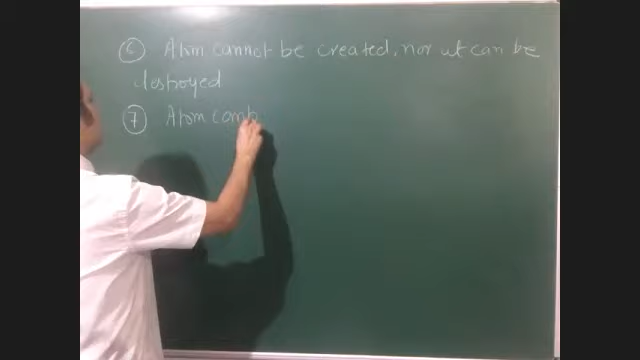 6 Atom cannot be created, nor it can be
destroyed
7 Atom comb